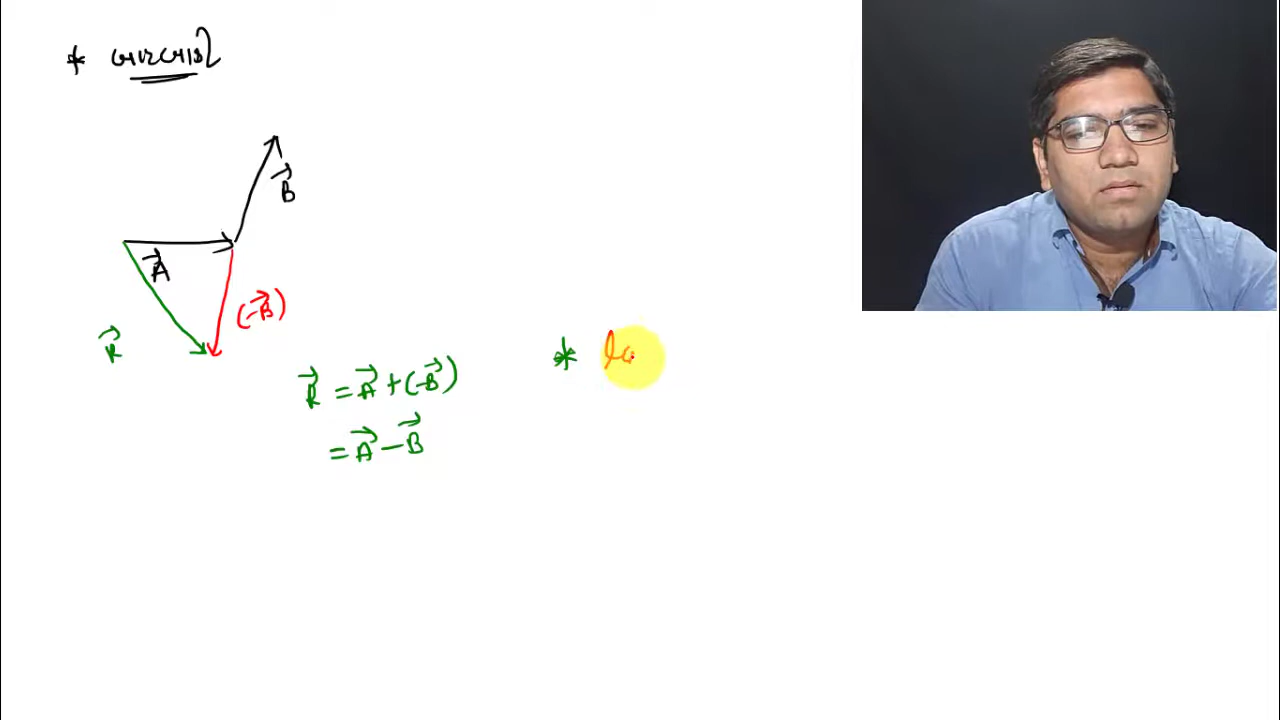 * બાદબાકી
B
A
(-B)
R
R = A + (-B)
*
= A - B